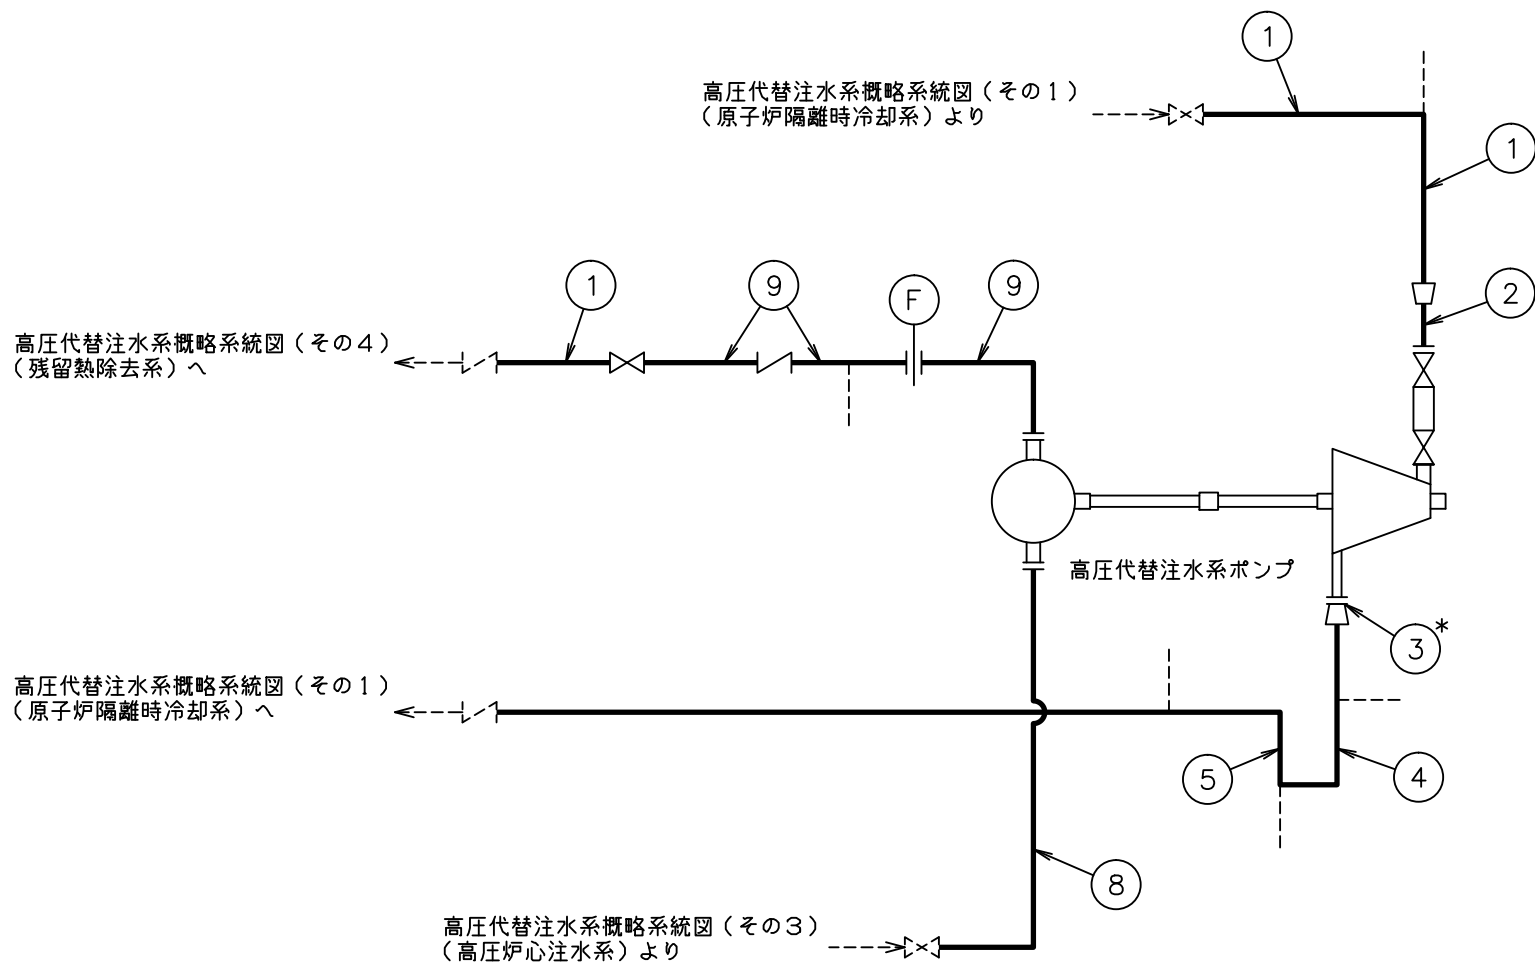 1
高圧代替注水系概略系統図（その１）
（原子炉隔離時冷却系）より
1
1
9
F
9
2
高圧代替注水系概略系統図（その４）
（残留熱除去系）へ
高圧代替注水系ポンプ
3*
高圧代替注水系概略系統図（その１）
（原子炉隔離時冷却系）へ
5
4
8
高圧代替注水系概略系統図（その３）
（高圧炉心注水系）より